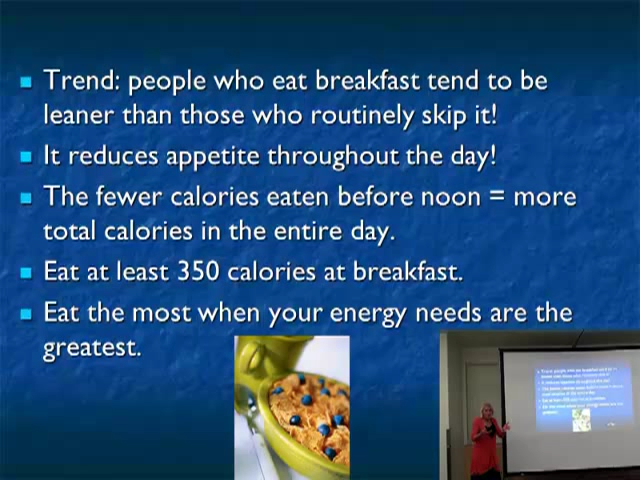 Trend: people who eat breakfast tend to be
leaner than those who routinely skip it!
It reduces appetite throughout the day!
The fewer calories eaten before noon = more
total calories in the entire day.
Eat at least 350 calories at breakfast.
Eat the most when your energy needs are the
greatest.